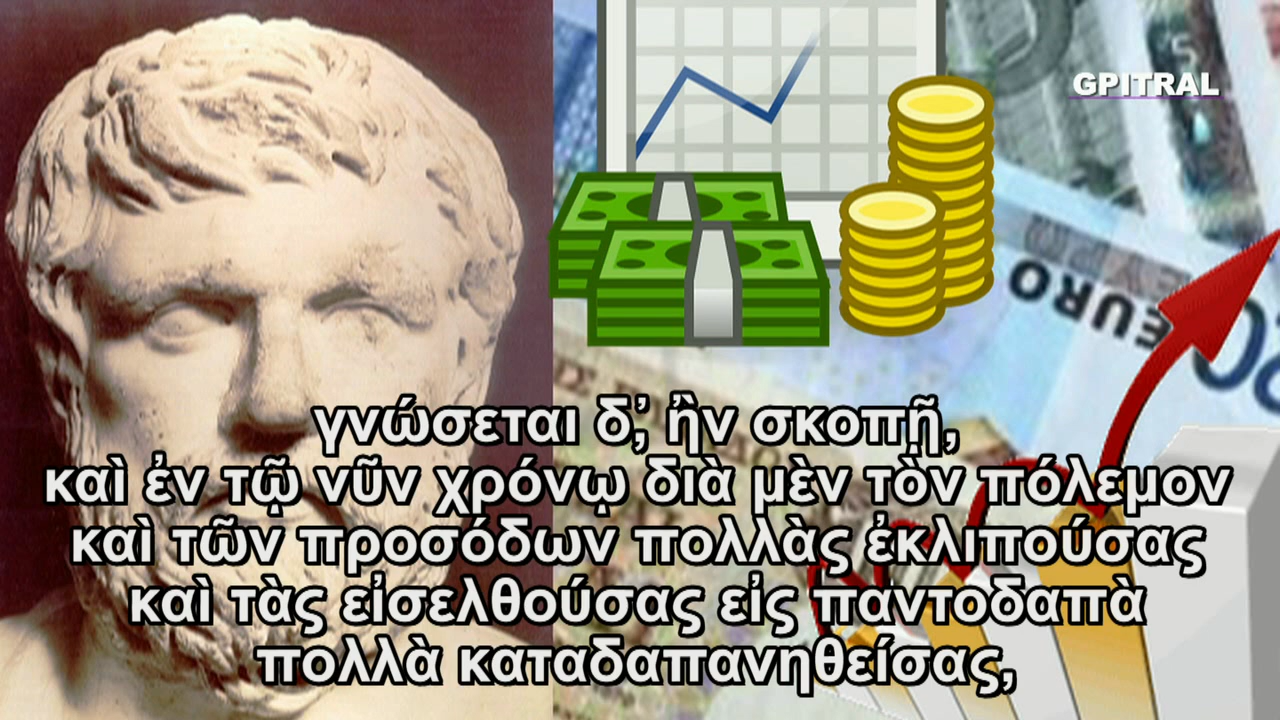 GPITRAL
EURO
γνώσεται δ᾽, ἢν σκοπῇ,
καὶ ἐν τῷ νῦν χρόνῳ διὰ μὲν τὸν πόλεμον
καὶ τῶν προσόδων πολλὰς ἐκλιπούσας
καὶ τὰς εἰσελθούσας εἰς παντοδαπὰ
πολλὰ καταδαπανηθείσας,